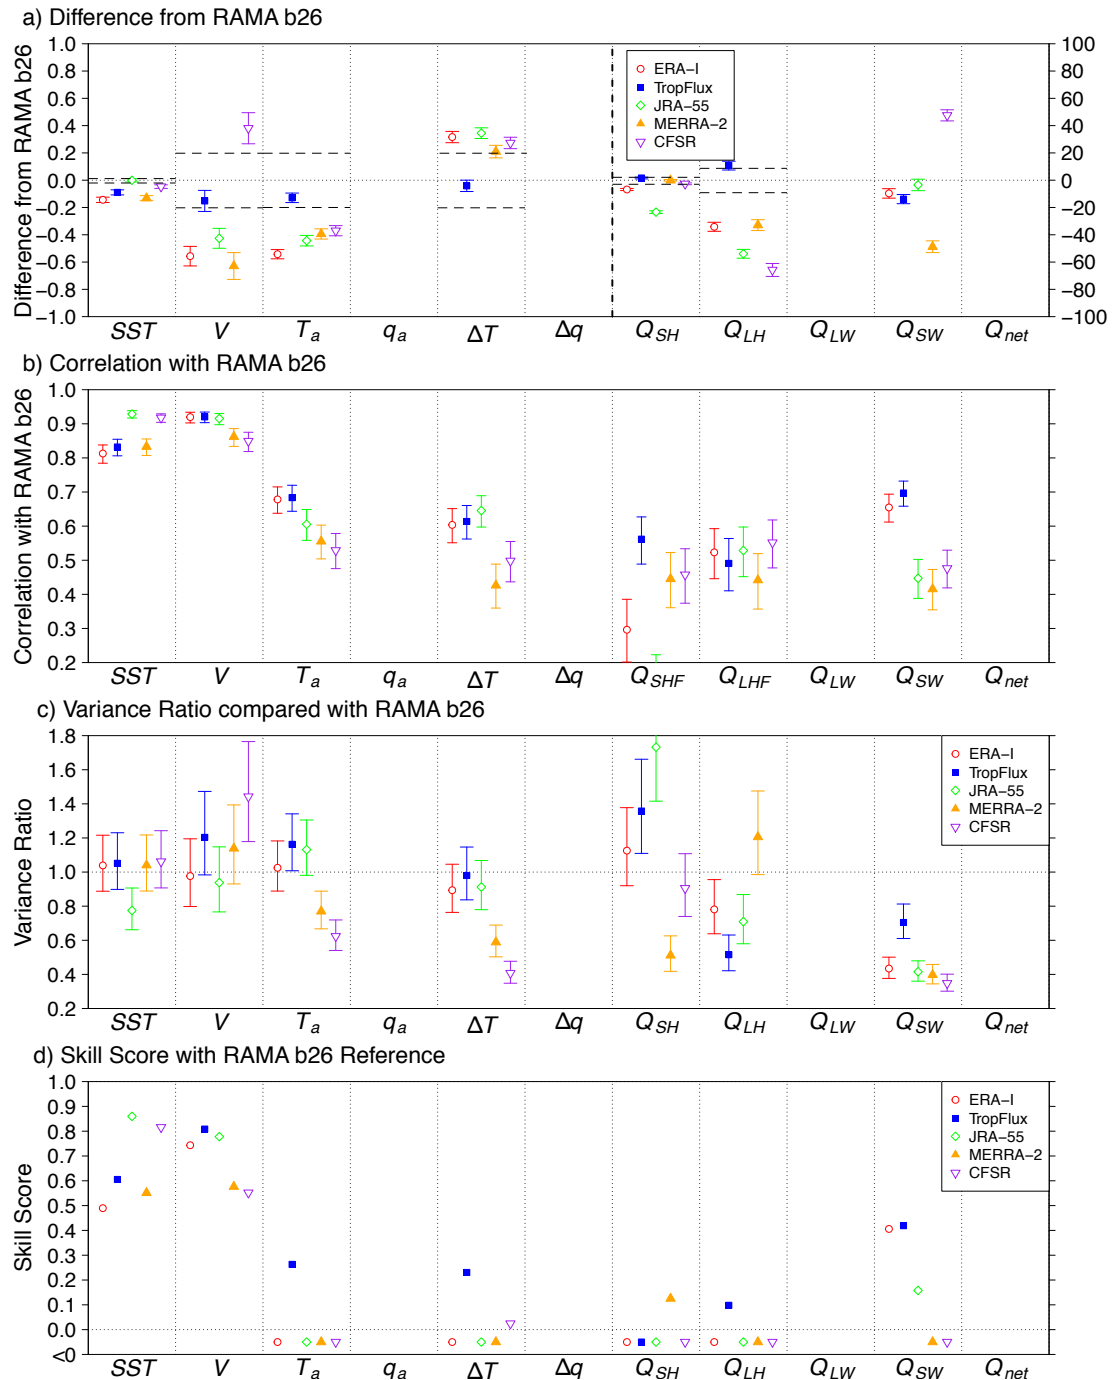 a) Difference from RAMA b26
Difference from RAMA b26
1.0
0.8
0.6
0.4
0.2
0.0
−0.2
−0.4
−0.6
−0.8
−1.0
100
80
60
40
20
0
−20
−40
−60
−80
−100
ERA−I
TropFlux
JRA−55
MERRA−2
CFSR
SST V Ta qa ΔT Δq QSH QLH QLW QSW Qnet
b) Correlation with RAMA b26
Correlation with RAMA b26
1.0
0.9
0.8
0.7
0.6
0.5
0.4
0.3
0.2
SST V Ta qa ΔT Δq QSHF QLHF QLW QSW Qnet
c) Variance Ratio compared with RAMA b26
Variance Ratio
1.8
1.6
1.4
1.2
1.0
0.8
0.6
0.4
0.2
ERA−I
TropFlux
JRA−55
MERRA−2
CFSR
SST V Ta qa ΔT Δq QSH QLH QLW QSW Qnet
d) Skill Score with RAMA b26 Reference
Skill Score
1.0
0.9
0.8
0.7
0.6
0.5
0.4
0.3
0.2
0.1
0.0
<0
ERA−I
TropFlux
JRA−55
MERRA−2
CFSR
SST V Ta qa ΔT Δq QSH QLH QLW QSW Qnet